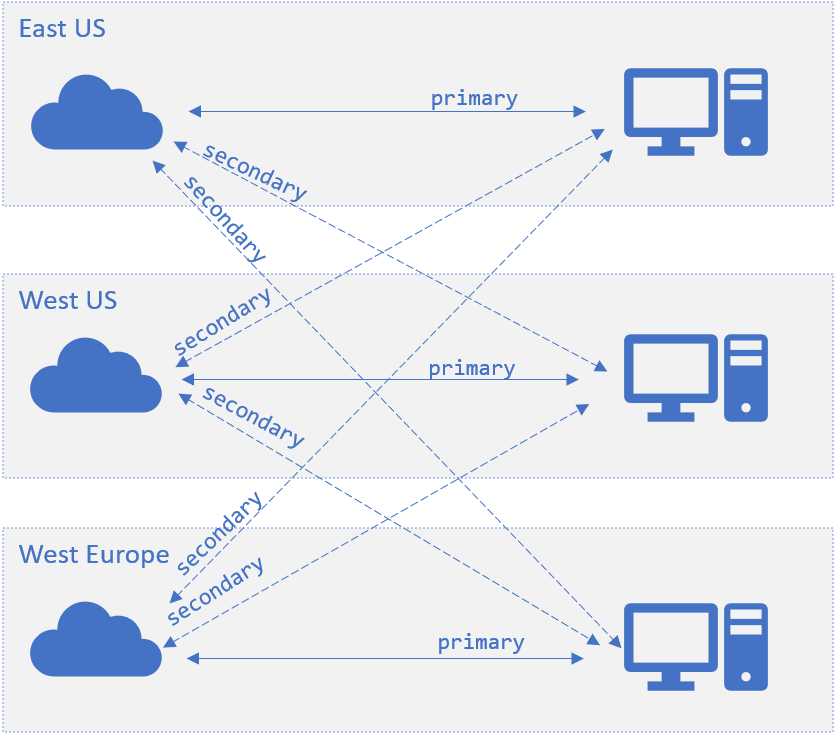 East US
primary
secondary
secondary
West US
secondary
primary
secondary
West Europe
secondary
secondary
primary